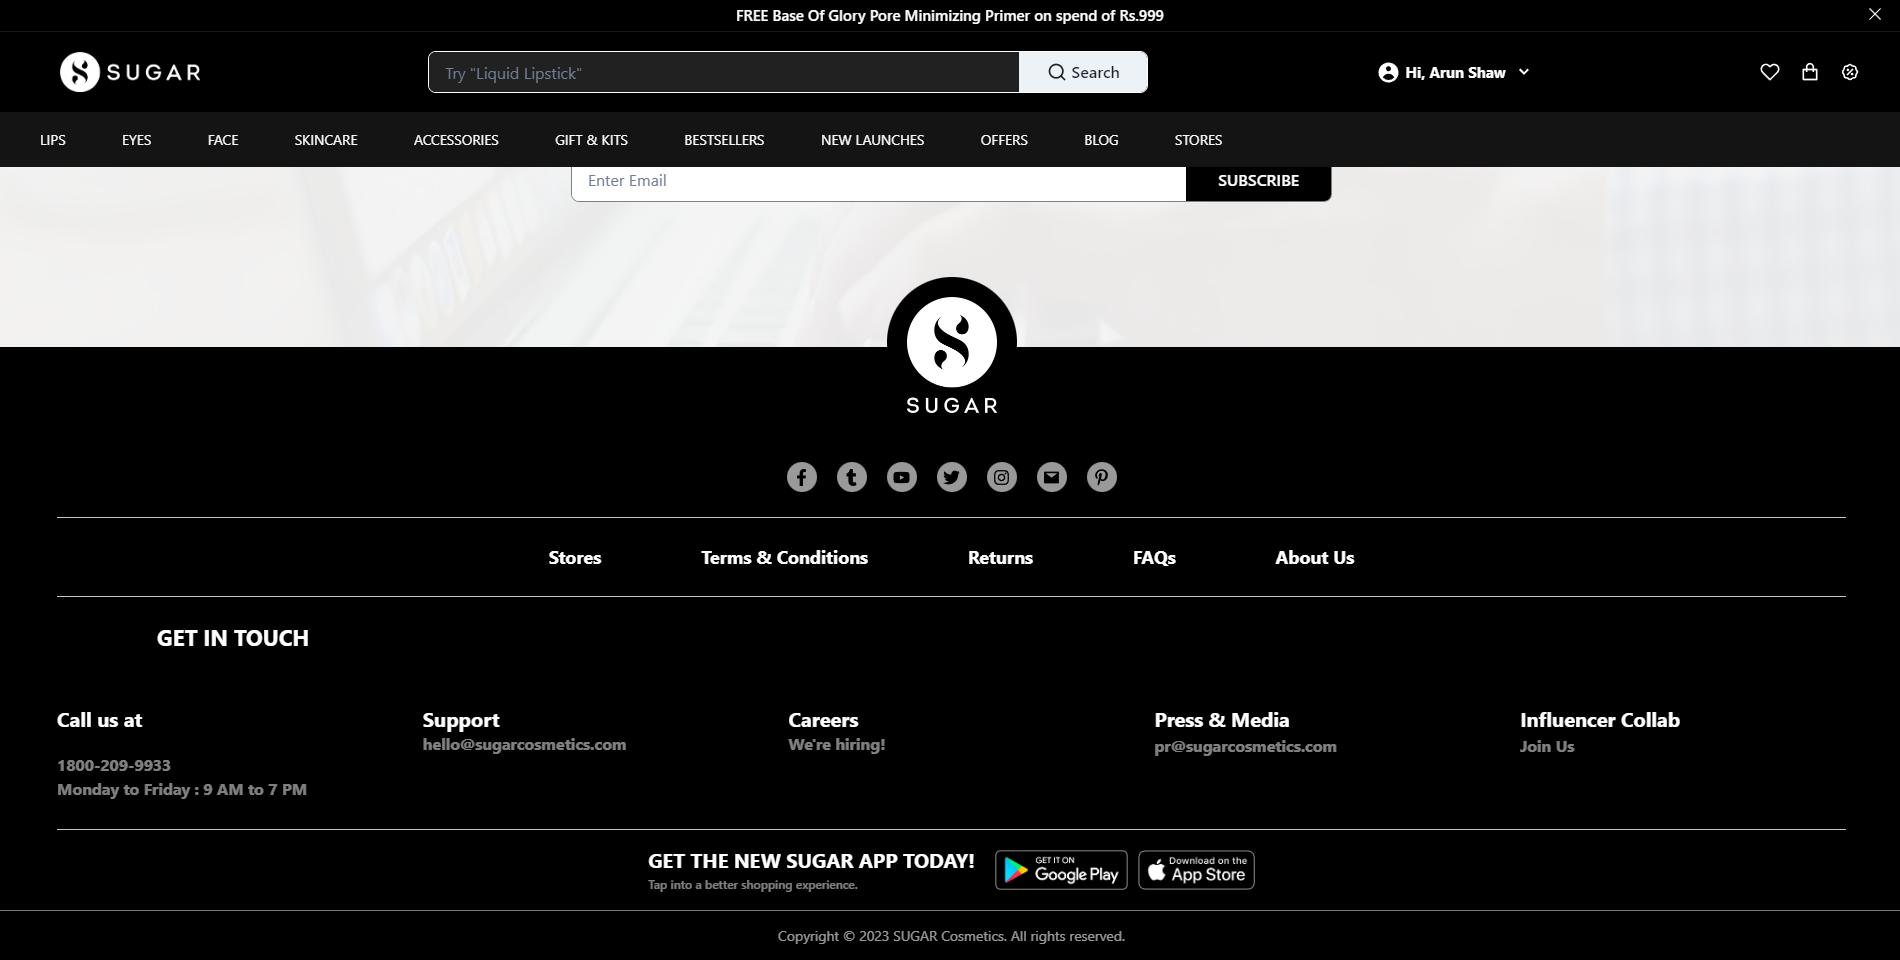 FREE Base Of Glory Pore Minimizing Primer on spend of Rs.999
SUGAR
Try "Liquid Lipstick"
Search
Hi, Arun Shaw
LIPS EYES FACE SKINCARE ACCESSORIES GIFT & KITS BESTSELLERS NEW LAUNCHES OFFERS BLOG STORES
Enter Email
SUBSCRIBE
SUGAR
Stores Terms & Conditions Returns FAQs About Us
GET IN TOUCH
Call us at
1800-209-9933
Monday to Friday : 9 AM to 7 PM
Support
hello@sugarcosmetics.com
Careers
We're hiring!
Press & Media
pr@sugarcosmetics.com
Influencer Collab
Join Us
GET THE NEW SUGAR APP TODAY!
Tap into a better shopping experience.
GET IT ON
Google Play
Download on the
App Store
Copyright © 2023 SUGAR Cosmetics. All rights reserved.